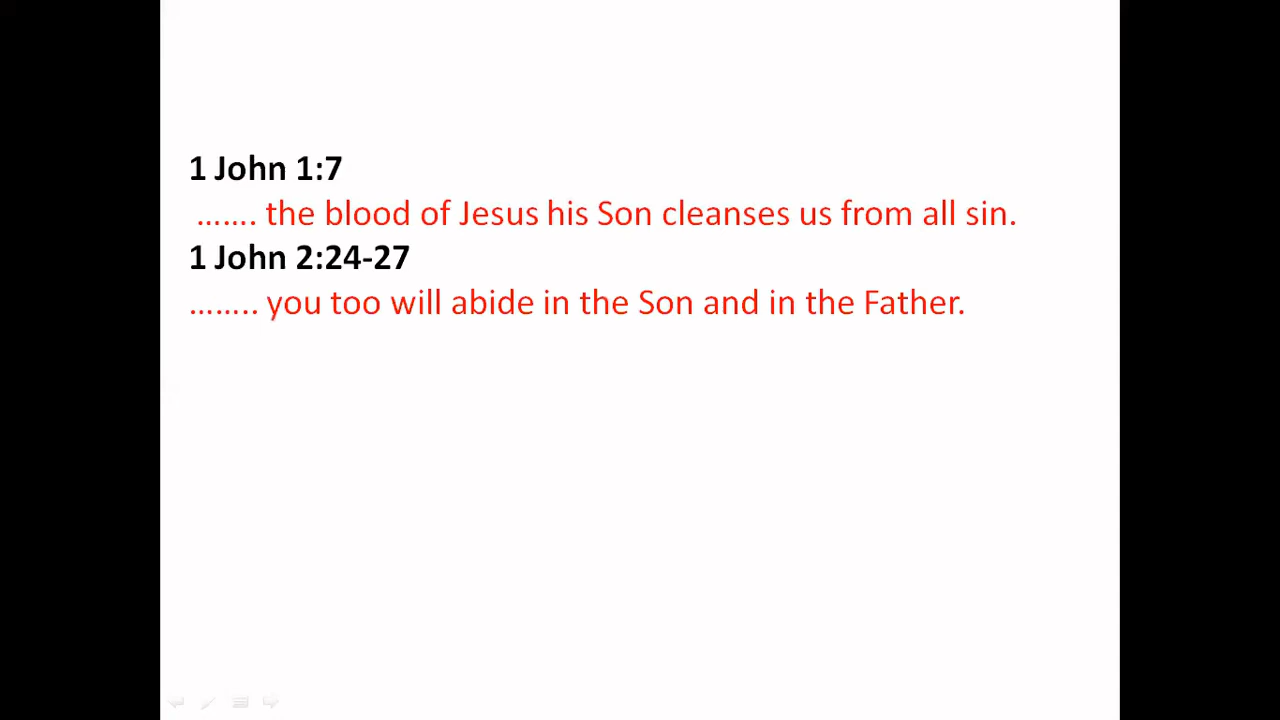 1 John 1:7
……. the blood of Jesus his Son cleanses us from all sin.
1 John 2:24-27
…….. you too will abide in the Son and in the Father.